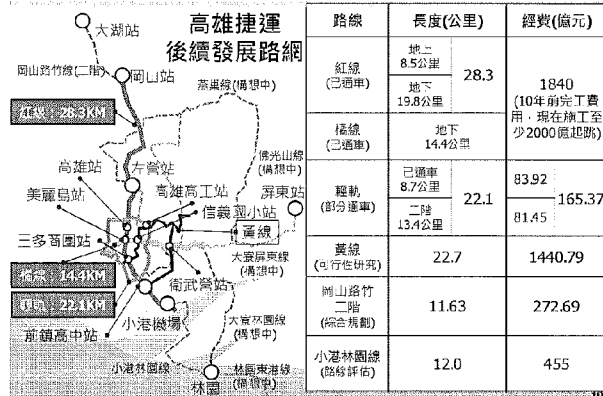 高雄捷運
後續發展路網
大湖站
岡山路竹線(二階)
岡山站
燕巢線(構想中)
紅線：28.3KM
佛光山線
(構想中)
高雄站
左營站
美麗島站
高雄高工站
屏東站
信義國小站
三多商圈站
黃線
大寮屏東線
(構想中)
橘線：14.4KM
衛武營站
輕軌：22.1KM
小港機場
前鎮高中站
大寮林園線
(構想中)
小港林園線
林園東港線
(構想中)
林園
路線 長度(公里) 經費(億元)
紅線
(已通車)
地上
8.5公里
地下
19.8公里
28.3
1840
(10年前完工費
用，現在施工至
少2000億起跳)
橘線
(已通車)
地下
14.4公里
輕軌
(部分通車)
已通車
8.7公里
二階
13.4公里
22.1
83.92
81.45
165.37
黃線
(可行性研究)
22.7
1440.79
岡山路竹
二階
(綜合規劃)
11.63
272.69
小港林園線
(路線評估)
12.0
455